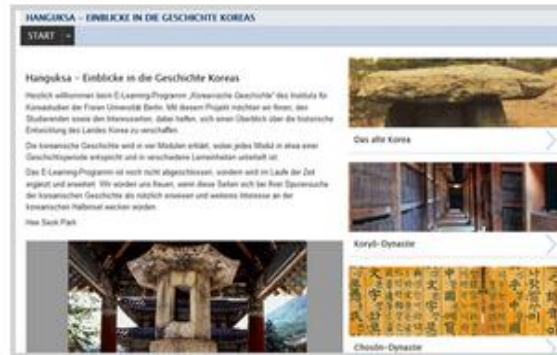 HANGUKSA – EINBLICKE IN DIE GESCHICHTE KOREAS
START
Hanguksa – Einblicke in die Geschichte Koreas
Herzlich willkommen beim E-Learning-Programm „Koreanische Geschichte“ des Instituts für
Koreastudien der Freien Universität Berlin. Mit diesem Projekt möchten wir Ihnen, den
Studierenden sowie den Interessierten, dabei helfen, sich einen Überblick über die historische
Entwicklung des Landes Korea zu verschaffen.
Die koreanische Geschichte wird in vier Modulen erklärt, wobei jedes Modul in etwa einer
Geschichtsperiode entspricht und in verschiedene Lerneinheiten unterteilt ist.
Das E-Learning-Programm ist noch nicht abgeschlossen, sondern wird im Laufe der Zeit
ergänzt und erweitert. Wir würden uns freuen, wenn diese Seiten sich bei Ihrer Spurensuche
der koreanischen Geschichte als nützlich erweisen und weiteres Interesse an der
koreanischen Halbinsel wecken würden.
Hee Seok Park
Das alte Korea
Koryŏ-Dynastie
Chosŏn-Dynastie